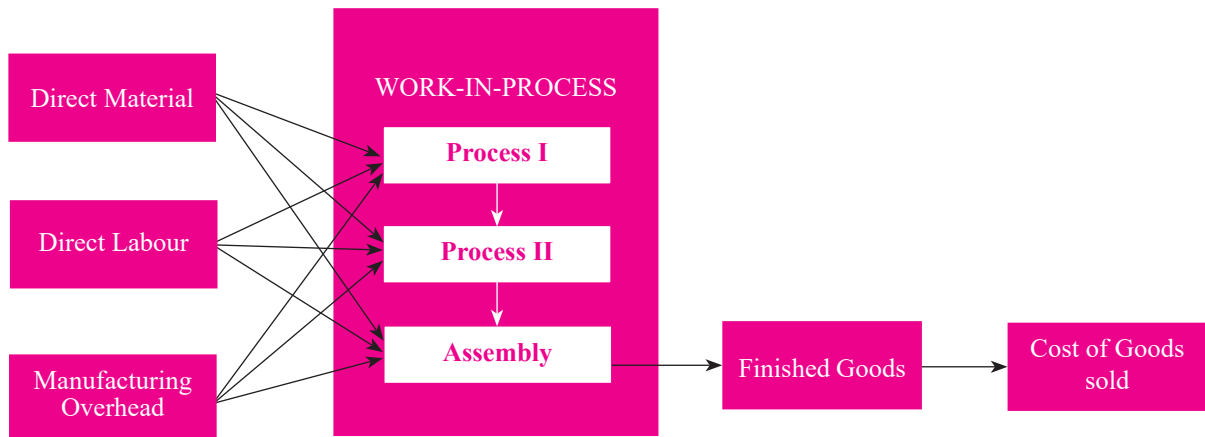 Direct Material
Direct Labour
Manufacturing
Overhead
WORK-IN-PROCESS
Process I
Process II
Assembly
Finished Goods
Cost of Goods
sold